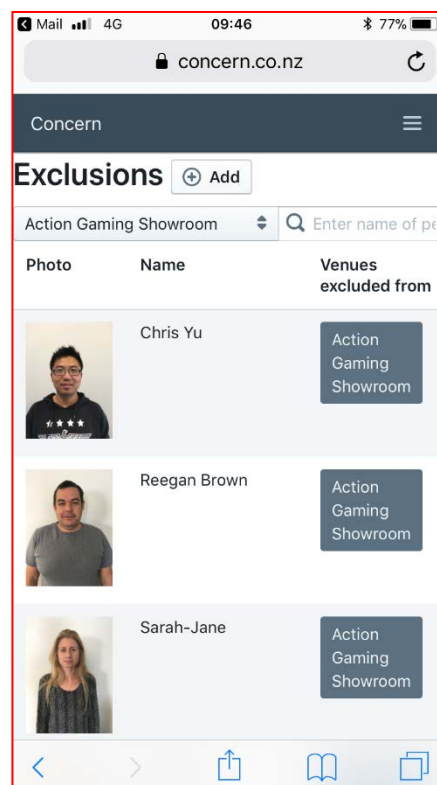 Mail 4G 09:46 77%
concern.co.nz
Concern
Exclusions Add
Action Gaming Showroom Enter name of pe
Photo Name Venues
excluded from
Chris Yu Action
Gaming
Showroom
Reegan Brown Action
Gaming
Showroom
Sarah-Jane Action
Gaming
Showroom